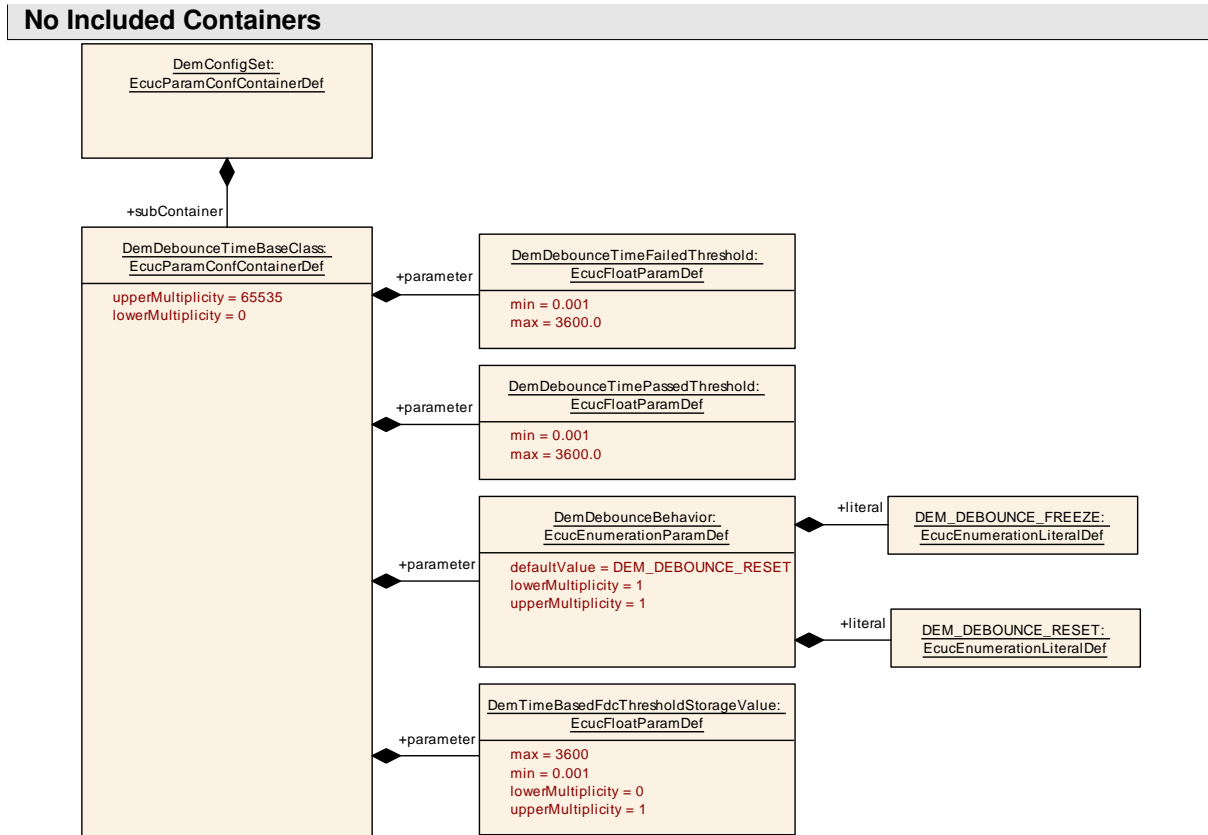 No Included Containers
DemConfigSet:
EcucParamConfContainerDef
+subContainer
DemDebounceTimeBaseClass:
EcucParamConfContainerDef
upperMultiplicity = 65535
lowerMultiplicity = 0
+parameter
DemDebounceTimeFailedThreshold:
EcucFloatParamDef
min = 0.001
max = 3600.0
+parameter
DemDebounceTimePassedThreshold:
EcucFloatParamDef
min = 0.001
max = 3600.0
+parameter
DemDebounceBehavior:
EcucEnumerationParamDef
defaultValue = DEM_DEBOUNCE_RESET
lowerMultiplicity = 1
upperMultiplicity = 1
+literal
DEM_DEBOUNCE_FREEZE:
EcucEnumerationLiteralDef
+literal
DEM_DEBOUNCE_RESET:
EcucEnumerationLiteralDef
+parameter
DemTimeBasedFdcThresholdStorageValue:
EcucFloatParamDef
max = 3600
min = 0.001
lowerMultiplicity = 0
upperMultiplicity = 1